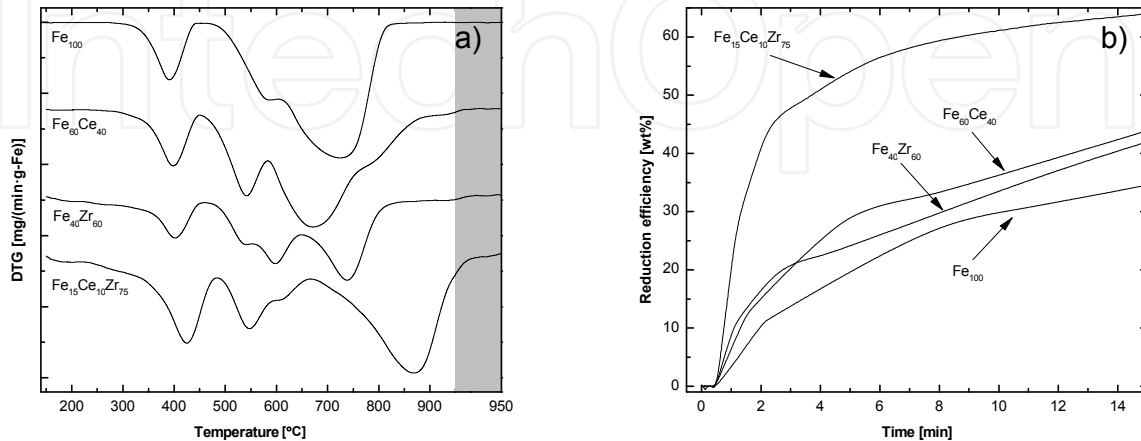 IntechOpen
a)
Fe₁₀₀
Fe₆₀Ce₄₀
Fe₄₀Zr₆₀
Fe₁₅Ce₁₀Zr₇₅
DTG [mg/(min·g-Fe)]
200 300 400 500 600 700 800 900 950
Temperature [°C]
b)
60
50
40
30
20
10
0
Reduction efficiency [wt%]
Fe₁₅Ce₁₀Zr₇₅
Fe₆₀Ce₄₀
Fe₄₀Zr₆₀
Fe₁₀₀
0 2 4 6 8 10 12 14
Time [min]